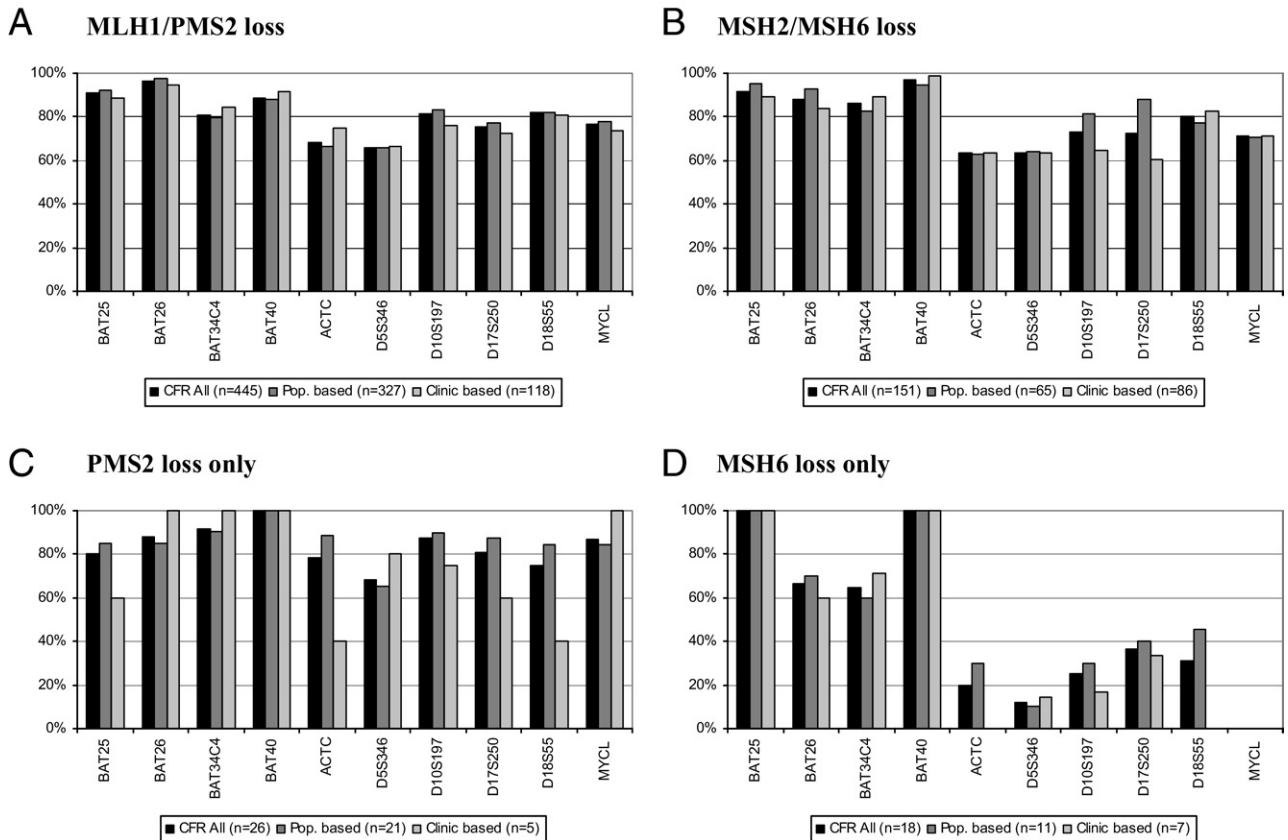 A MLH1/PMS2 loss
100%
80%
60%
40%
20%
0%
BAT25
BAT26
BAT34C4
BAT40
ACTC
D5S346
D10S197
D17S250
D18S55
MYCL
CFR All (n=445) Pop. based (n=327) Clinic based (n=118)
B MSH2/MSH6 loss
100%
80%
60%
40%
20%
0%
BAT25
BAT26
BAT34C4
BAT40
ACTC
D5S346
D10S197
D17S250
D18S55
MYCL
CFR All (n=151) Pop. based (n=65) Clinic based (n=86)
C PMS2 loss only
100%
80%
60%
40%
20%
0%
BAT25
BAT26
BAT34C4
BAT40
ACTC
D5S346
D10S197
D17S250
D18S55
MYCL
CFR All (n=26) Pop. based (n=21) Clinic based (n=5)
D MSH6 loss only
100%
80%
60%
40%
20%
0%
BAT25
BAT26
BAT34C4
BAT40
ACTC
D5S346
D10S197
D17S250
D18S55
MYCL
CFR All (n=18) Pop. based (n=11) Clinic based (n=7)